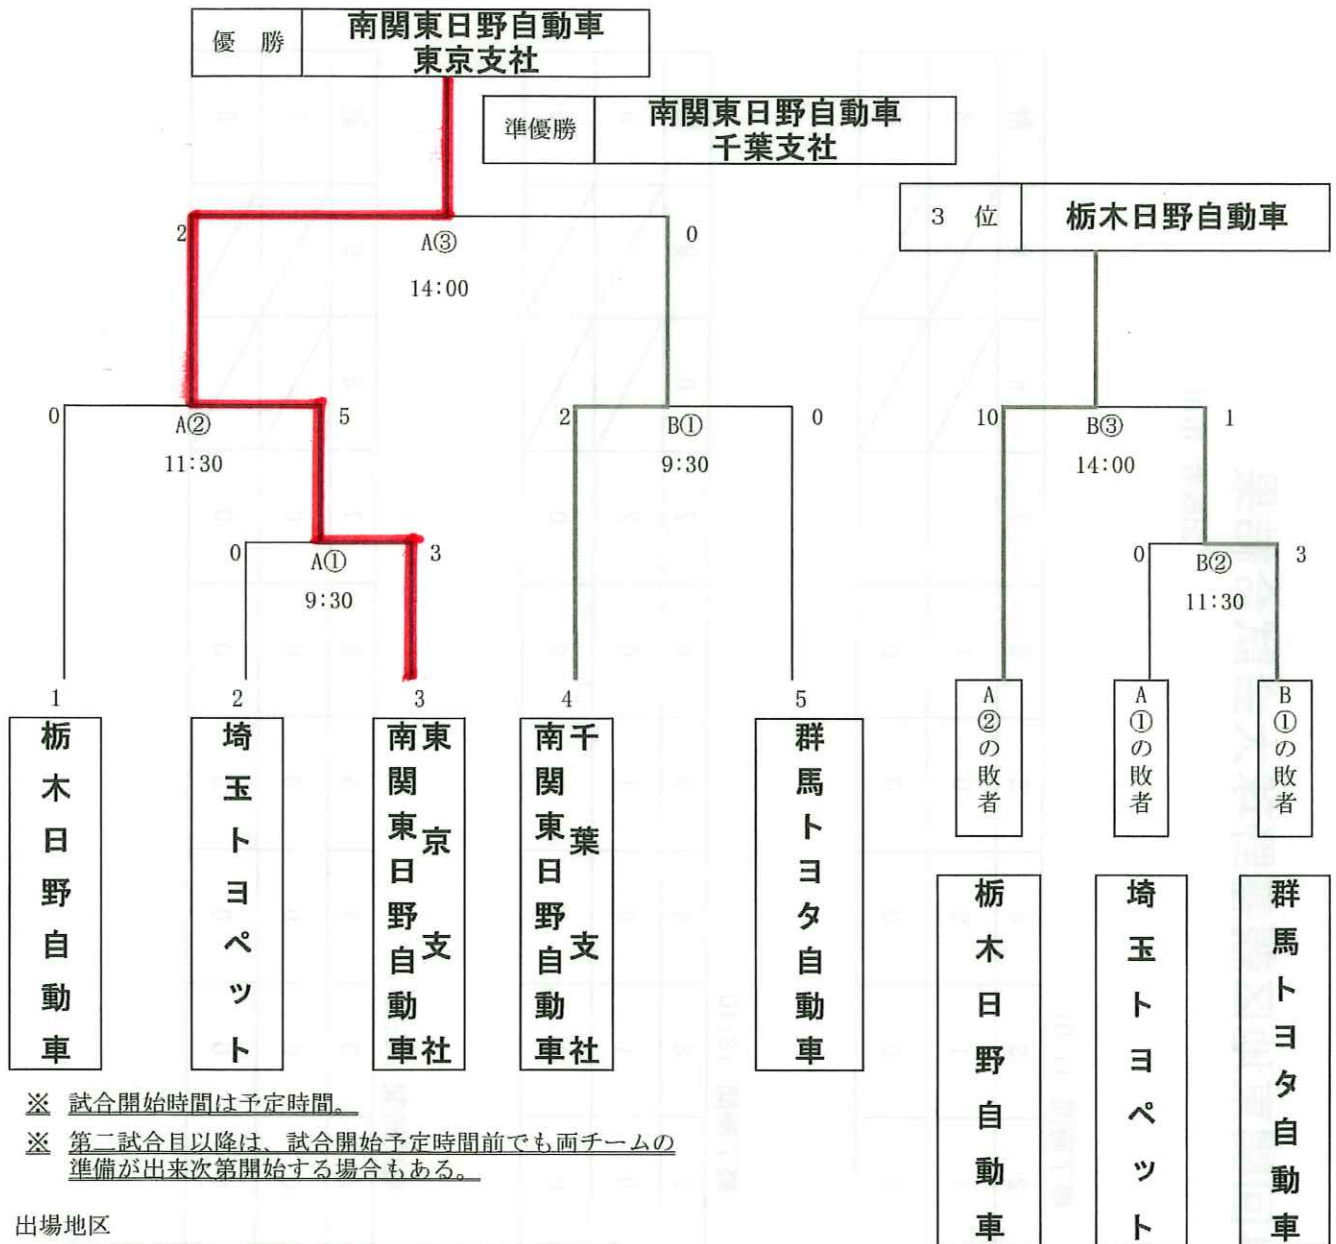 優　勝
南関東日野自動車
東京支社
準優勝
南関東日野自動車
千葉支社
3　位
栃木日野自動車
2
A③
0
14:00
0
A②
5
11:30
2
B①
0
9:30
10
B③
1
14:00
0
A①
3
9:30
0
B②
3
11:30
1
2
3
4
5
栃木日野自動車
埼玉トヨペット
南関東日野自動車
東京支社
南関東日野自動車
千葉支社
群馬トヨタ自動車
A②の敗者
A①の敗者
B①の敗者
栃木日野自動車
埼玉トヨペット
群馬トヨタ自動車
※ 試合開始時間は予定時間。
※ 第二試合目以降は、試合開始予定時間前でも両チームの
準備が出来次第開始する場合もある。
出場地区